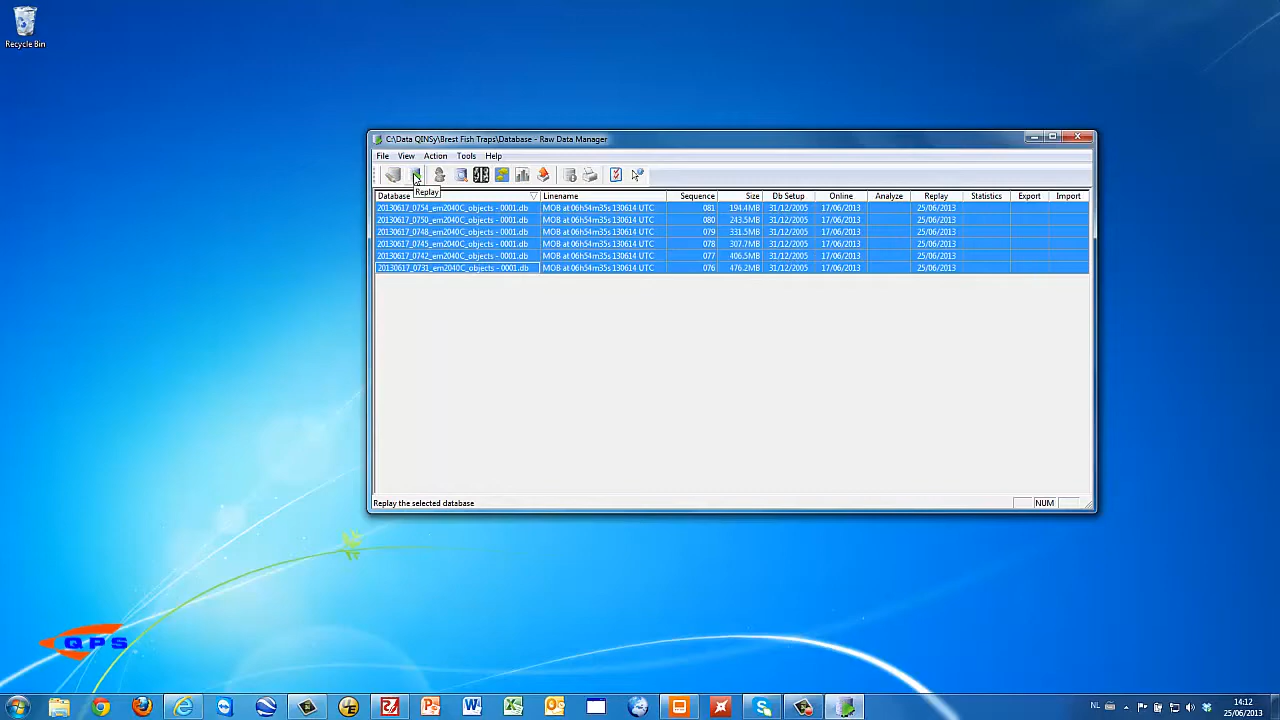 Recycle Bin
C:\Data QINSy\Brest Fish Traps\Database - Raw Data Manager
File View Action Tools Help
Replay
Database Linename Sequence Size Db Setup Online Analyze Replay Statistics Export Import
20130617_0754_em2040C_objects - 0001.db MOB at 06h54m35s 130614 UTC 081 194.4MB 31/12/2005 17/06/2013 25/06/2013
20130617_0750_em2040C_objects - 0001.db MOB at 06h54m35s 130614 UTC 080 243.5MB 31/12/2005 17/06/2013 25/06/2013
20130617_0748_em2040C_objects - 0001.db MOB at 06h54m35s 130614 UTC 079 331.5MB 31/12/2005 17/06/2013 25/06/2013
20130617_0745_em2040C_objects - 0001.db MOB at 06h54m35s 130614 UTC 078 307.7MB 31/12/2005 17/06/2013 25/06/2013
20130617_0742_em2040C_objects - 0001.db MOB at 06h54m35s 130614 UTC 077 406.5MB 31/12/2005 17/06/2013 25/06/2013
20130617_0731_em2040C_objects - 0001.db MOB at 06h54m35s 130614 UTC 076 476.2MB 31/12/2005 17/06/2013 25/06/2013
Replay the selected database NUM
QPS
NL 14:12
25/06/2013